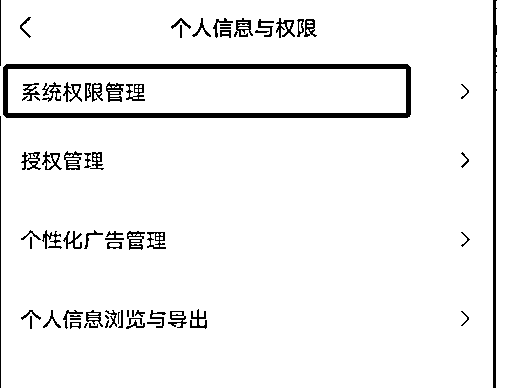 个人信息与权限
系统权限管理
授权管理
个性化广告管理
个人信息浏览与导出